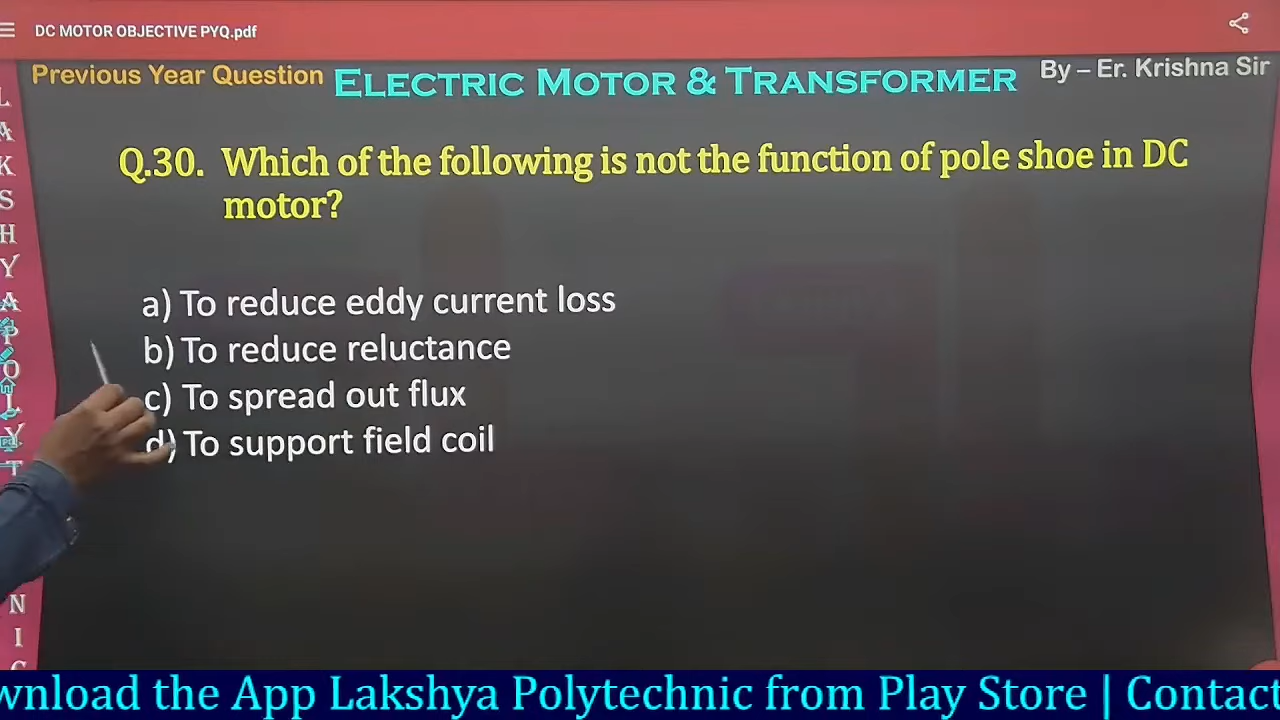 DC MOTOR OBJECTIVE PYQ.pdf
Previous Year Question
ELECTRIC MOTOR & TRANSFORMER
By – Er. Krishna Sir
Q.30. Which of the following is not the function of pole shoe in DC
motor?
a) To reduce eddy current loss
b) To reduce reluctance
c) To spread out flux
d) To support field coil
L
A
K
S
H
Y
A
P
O
L
Y
T
N
I
wnload the App Lakshya Polytechnic from Play Store | Contact